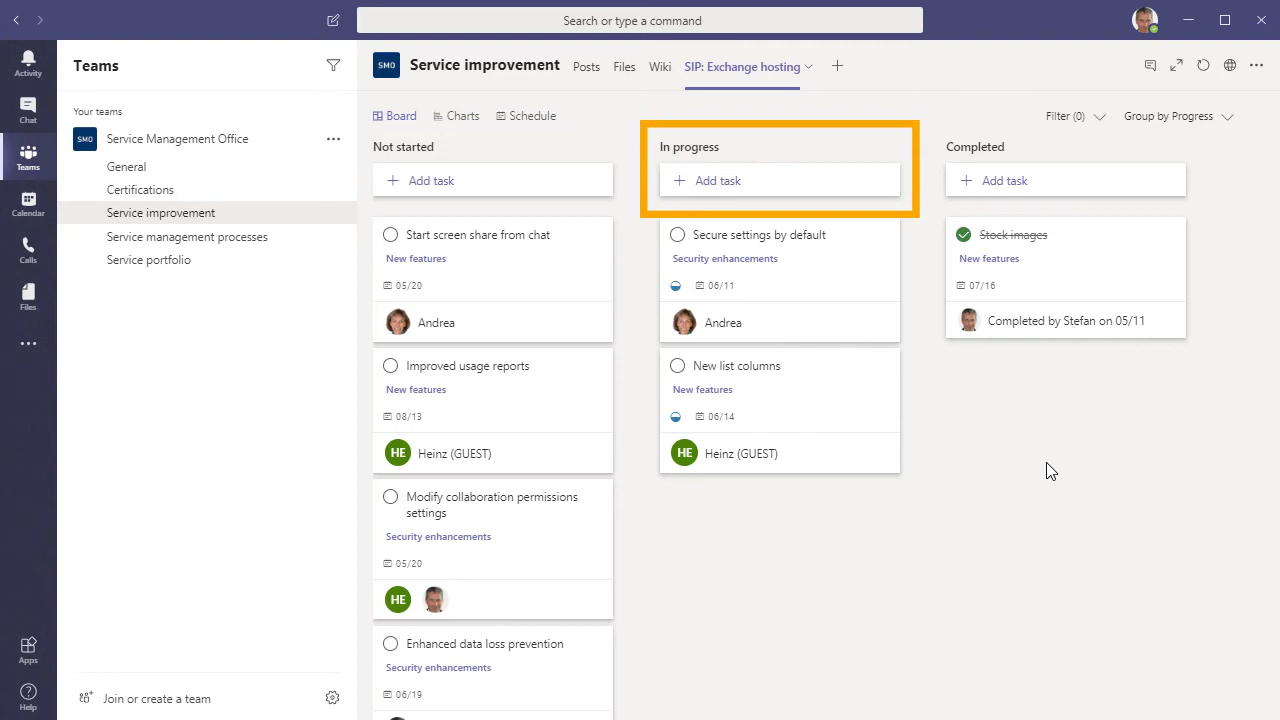 Search or type a command
Activity
Chat
Teams
Calendar
Calls
Files
Apps
Help
Teams
Your teams
SMO Service Management Office
General
Certifications
Service improvement
Service management processes
Service portfolio
Join or create a team
SMO Service improvement Posts Files Wiki SIP: Exchange hosting
Board Charts Schedule
Filter (0) Group by Progress
Not started
Add task
Start screen share from chat
New features
05/20
Andrea
Improved usage reports
New features
08/13
HE Heinz (GUEST)
Modify collaboration permissions
settings
Security enhancements
05/20
HE
Enhanced data loss prevention
Security enhancements
06/19
In progress
Add task
Secure settings by default
Security enhancements
06/11
Andrea
New list columns
New features
06/14
HE Heinz (GUEST)
Completed
Add task
Stock images
New features
07/16
Completed by Stefan on 05/11